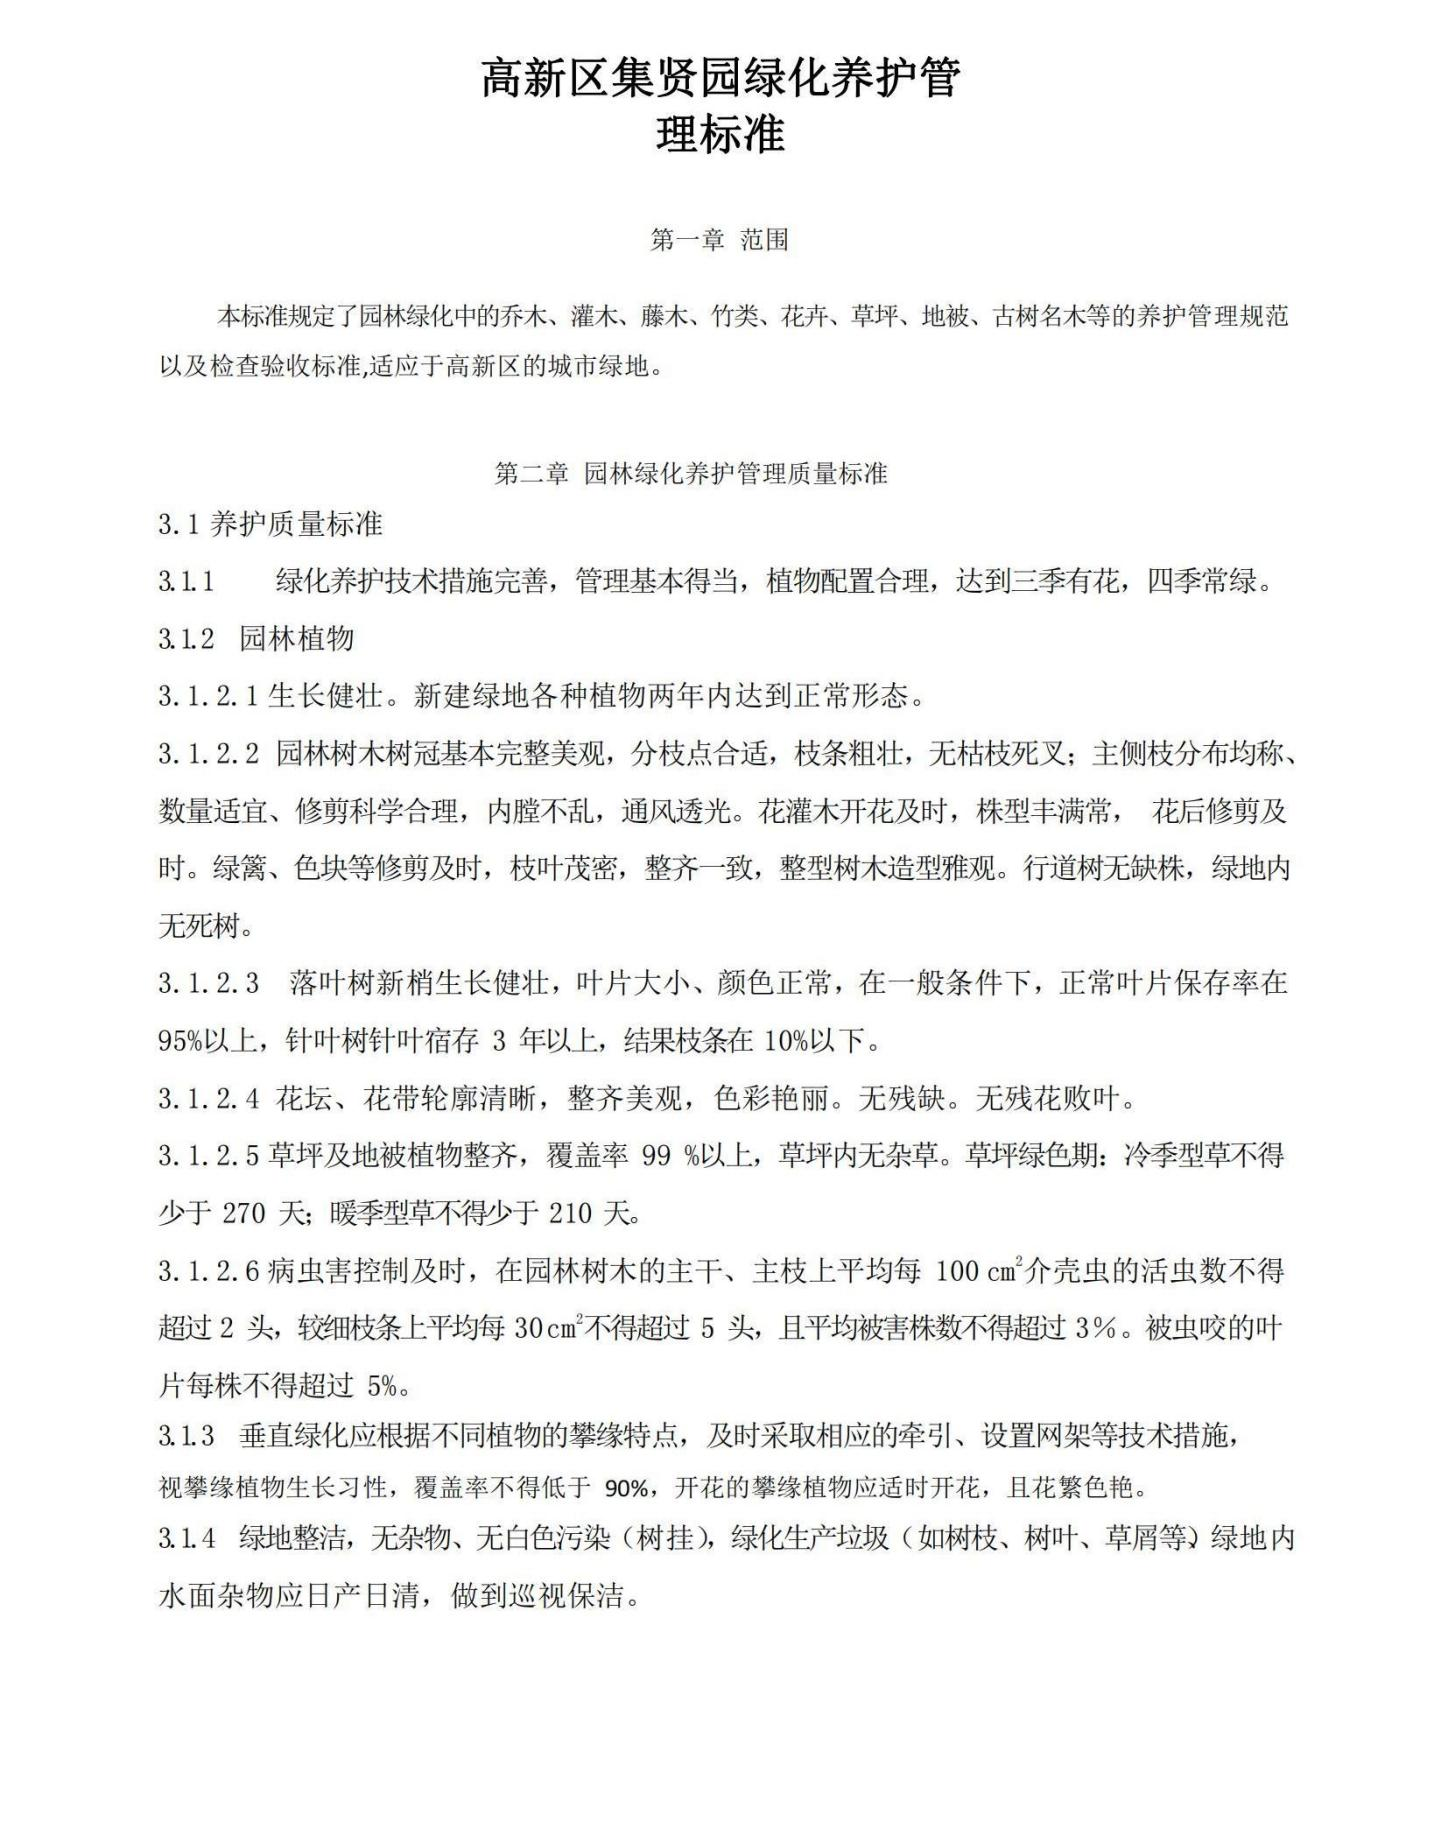 高新区集贤园绿化养护管
理标准
第一章 范围
本标准规定了园林绿化中的乔木、灌木、藤木、竹类、花卉、草坪、地被、古树名木等的养护管理规范
以及检查验收标准,适应于高新区的城市绿地。
第二章 园林绿化养护管理质量标准
3.1 养护质量标准
3.1.1 绿化养护技术措施完善，管理基本得当，植物配置合理，达到三季有花，四季常绿。
3.1.2 园林植物
3.1.2.1 生长健壮。新建绿地各种植物两年内达到正常形态。
3.1.2.2 园林树木树冠基本完整美观，分枝点合适，枝条粗壮，无枯枝死叉；主侧枝分布均称、
数量适宜、修剪科学合理，内膛不乱，通风透光。花灌木开花及时，株型丰满常， 花后修剪及
时。绿篱、色块等修剪及时，枝叶茂密，整齐一致，整型树木造型雅观。行道树无缺株，绿地内
无死树。
3.1.2.3 落叶树新梢生长健壮，叶片大小、颜色正常，在一般条件下，正常叶片保存率在
95%以上，针叶树针叶宿存 3 年以上，结果枝条在 10%以下。
3.1.2.4 花坛、花带轮廓清晰，整齐美观，色彩艳丽。无残缺。无残花败叶。
3.1.2.5 草坪及地被植物整齐，覆盖率 99 %以上，草坪内无杂草。草坪绿色期：冷季型草不得
少于 270 天；暖季型草不得少于 210 天。
3.1.2.6 病虫害控制及时，在园林树木的主干、主枝上平均每 100 cm²介壳虫的活虫数不得
超过 2 头，较细枝条上平均每 30cm²不得超过 5 头，且平均被害株数不得超过 3%。被虫咬的叶
片每株不得超过 5%。
3.1.3 垂直绿化应根据不同植物的攀缘特点，及时采取相应的牵引、设置网架等技术措施，
视攀缘植物生长习性，覆盖率不得低于 90%，开花的攀缘植物应适时开花，且花繁色艳。
3.1.4 绿地整洁，无杂物、无白色污染（树挂），绿化生产垃圾（如树枝、树叶、草屑等）、绿地内
水面杂物应日产日清，做到巡视保洁。